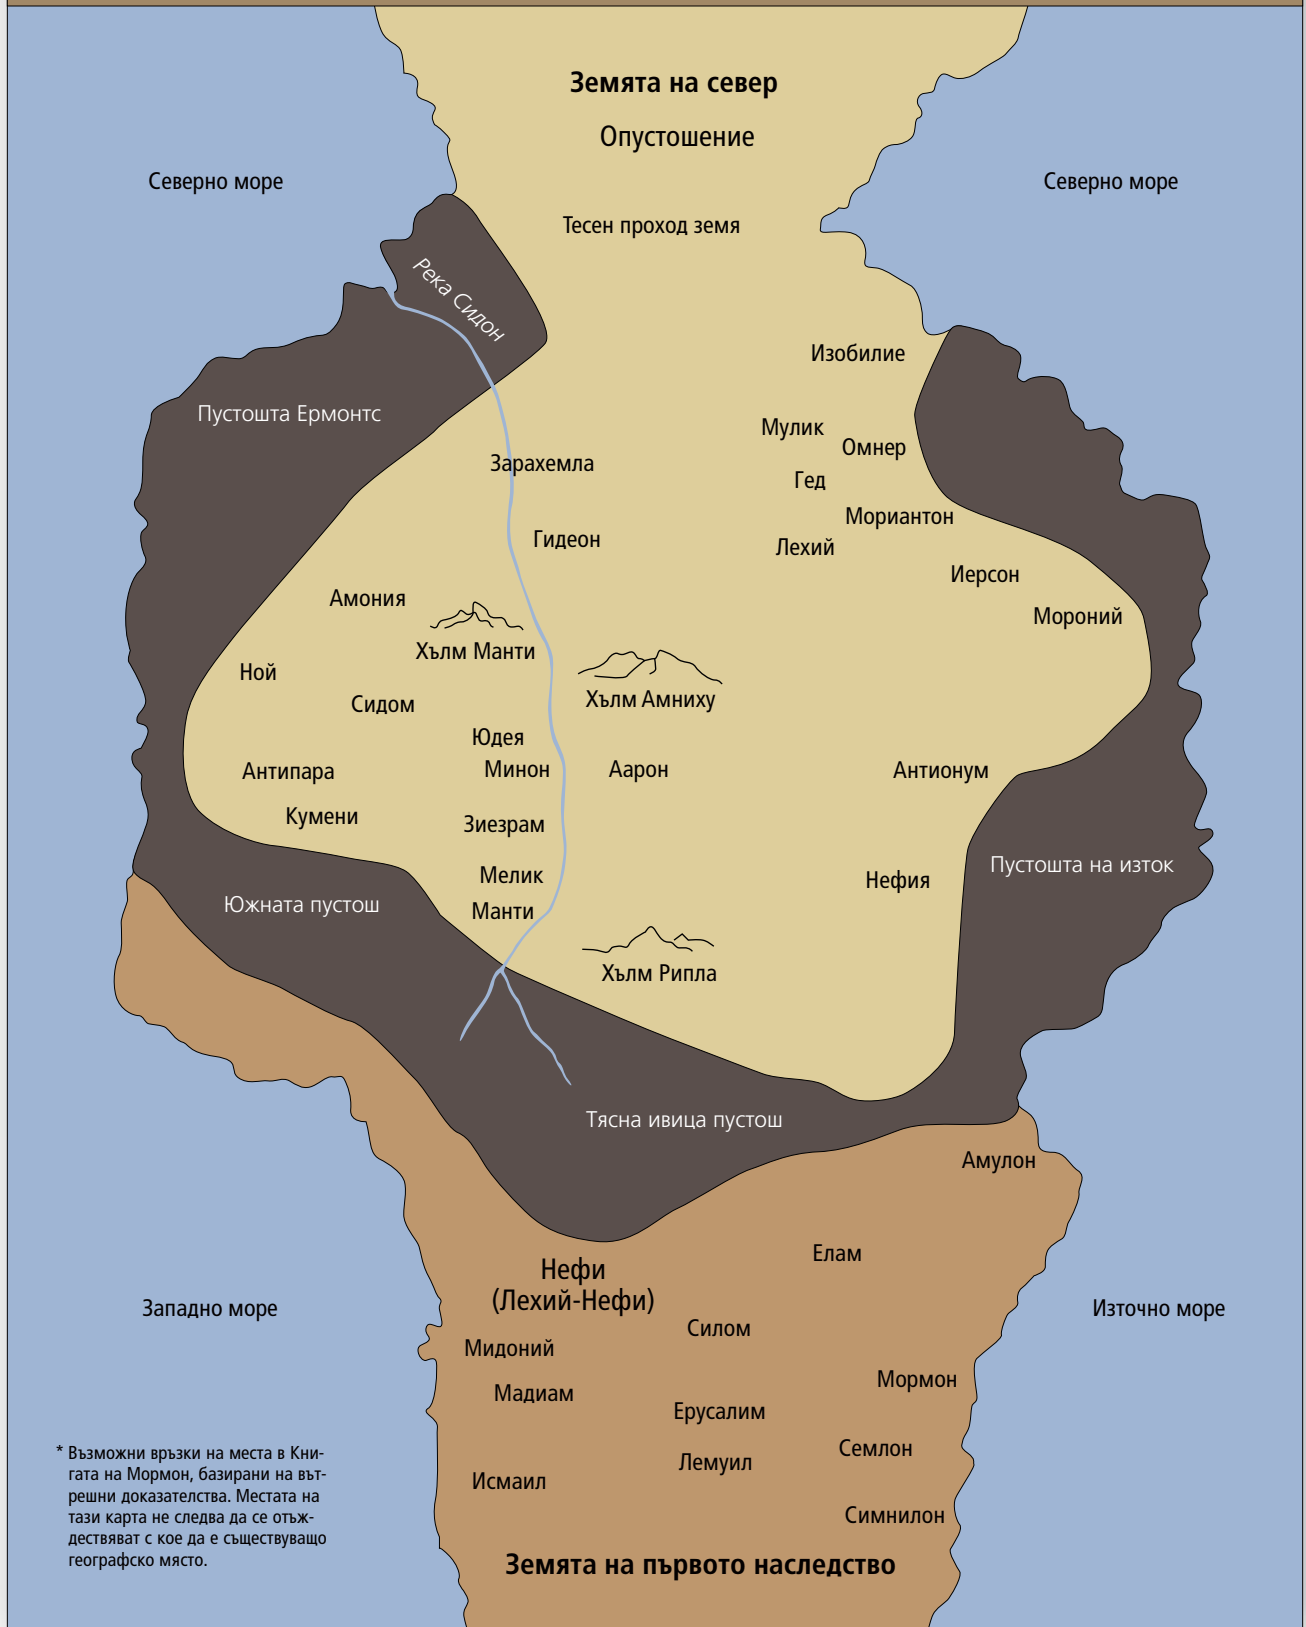 Земята на север
Опустошение
Северно море
Северно море
Тесен проход земя
Река Сидон
Изобилие
Пустошта Ермонтс
Мулик
Омнер
Зарахемла
Гед
Мориантон
Гидеон
Лехий
Иерсон
Амония
Мороний
Хълм Манти
Ной
Хълм Амниху
Сидом
Юдея
Минон
Аарон
Антипара
Антионум
Кумени
Зиезрам
Пустошта на изток
Мелик
Нефия
Южната пустош
Манти
Хълм Рипла
Тясна ивица пустош
Амулон
Елам
Нефи
(Лехий-Нефи)
Западно море
Източно море
Силом
Мидоний
Мормон
Мадиам
Ерусалим
Семлон
Лемуил
Исмаил
Симнилон
* Възможни връзки на места в Кни-
гата на Мормон, базирани на вът-
решни доказателства. Местата на
тази карта не следва да се отъж-
дествяват с кое да е съществуващо
географско място.
Земята на първото наследство